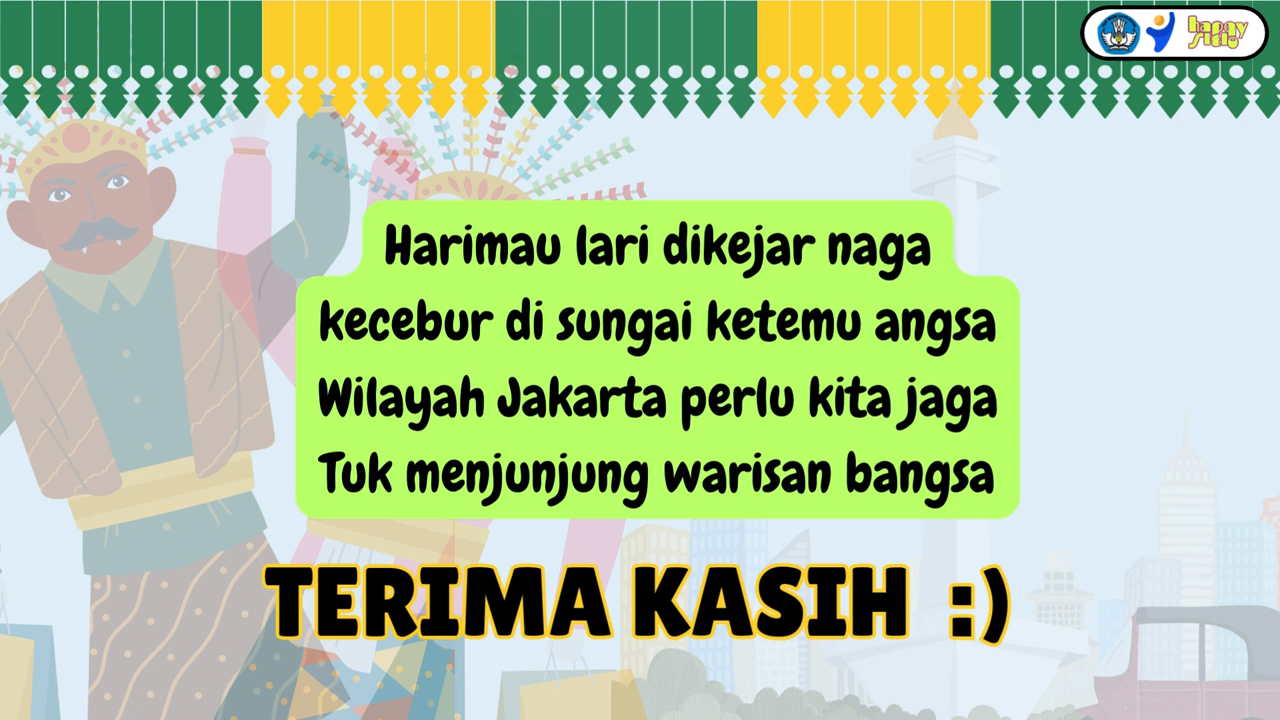 Harimau lari dikejar naga
kecebur di sungai ketemu angsa
Wilayah Jakarta perlu kita jaga
Tuk menjunjung warisan bangsa
TERIMA KASIH :)